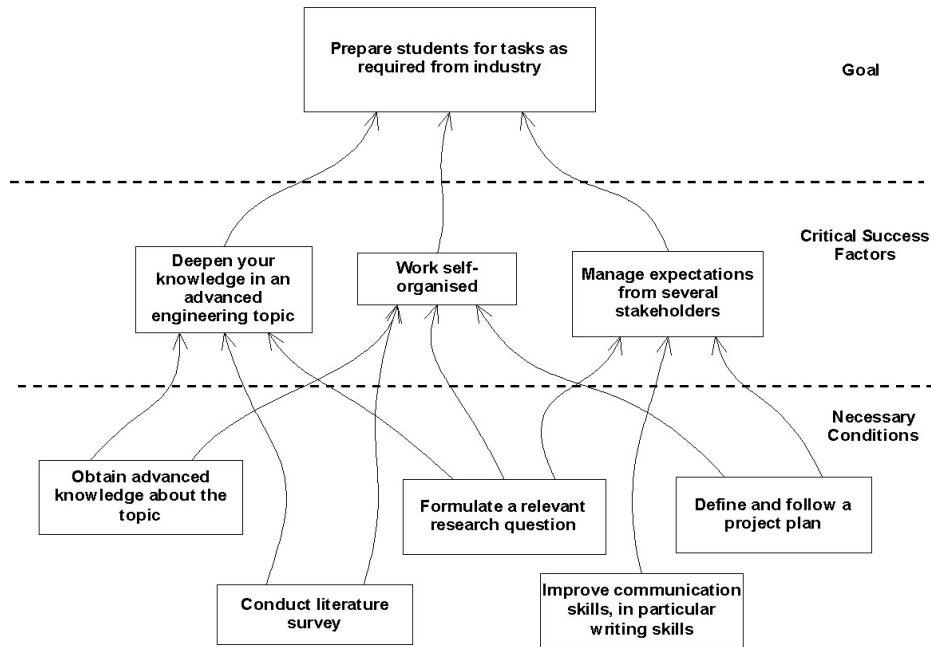 Prepare students for tasks as
required from industry
Goal
Critical Success
Factors
Deepen your
knowledge in an
advanced
engineering topic
Work self-
organised
Manage expectations
from several
stakeholders
Necessary
Conditions
Obtain advanced
knowledge about the
topic
Formulate a relevant
research question
Define and follow a
project plan
Conduct literature
survey
Improve communication
skills, in particular
writing skills